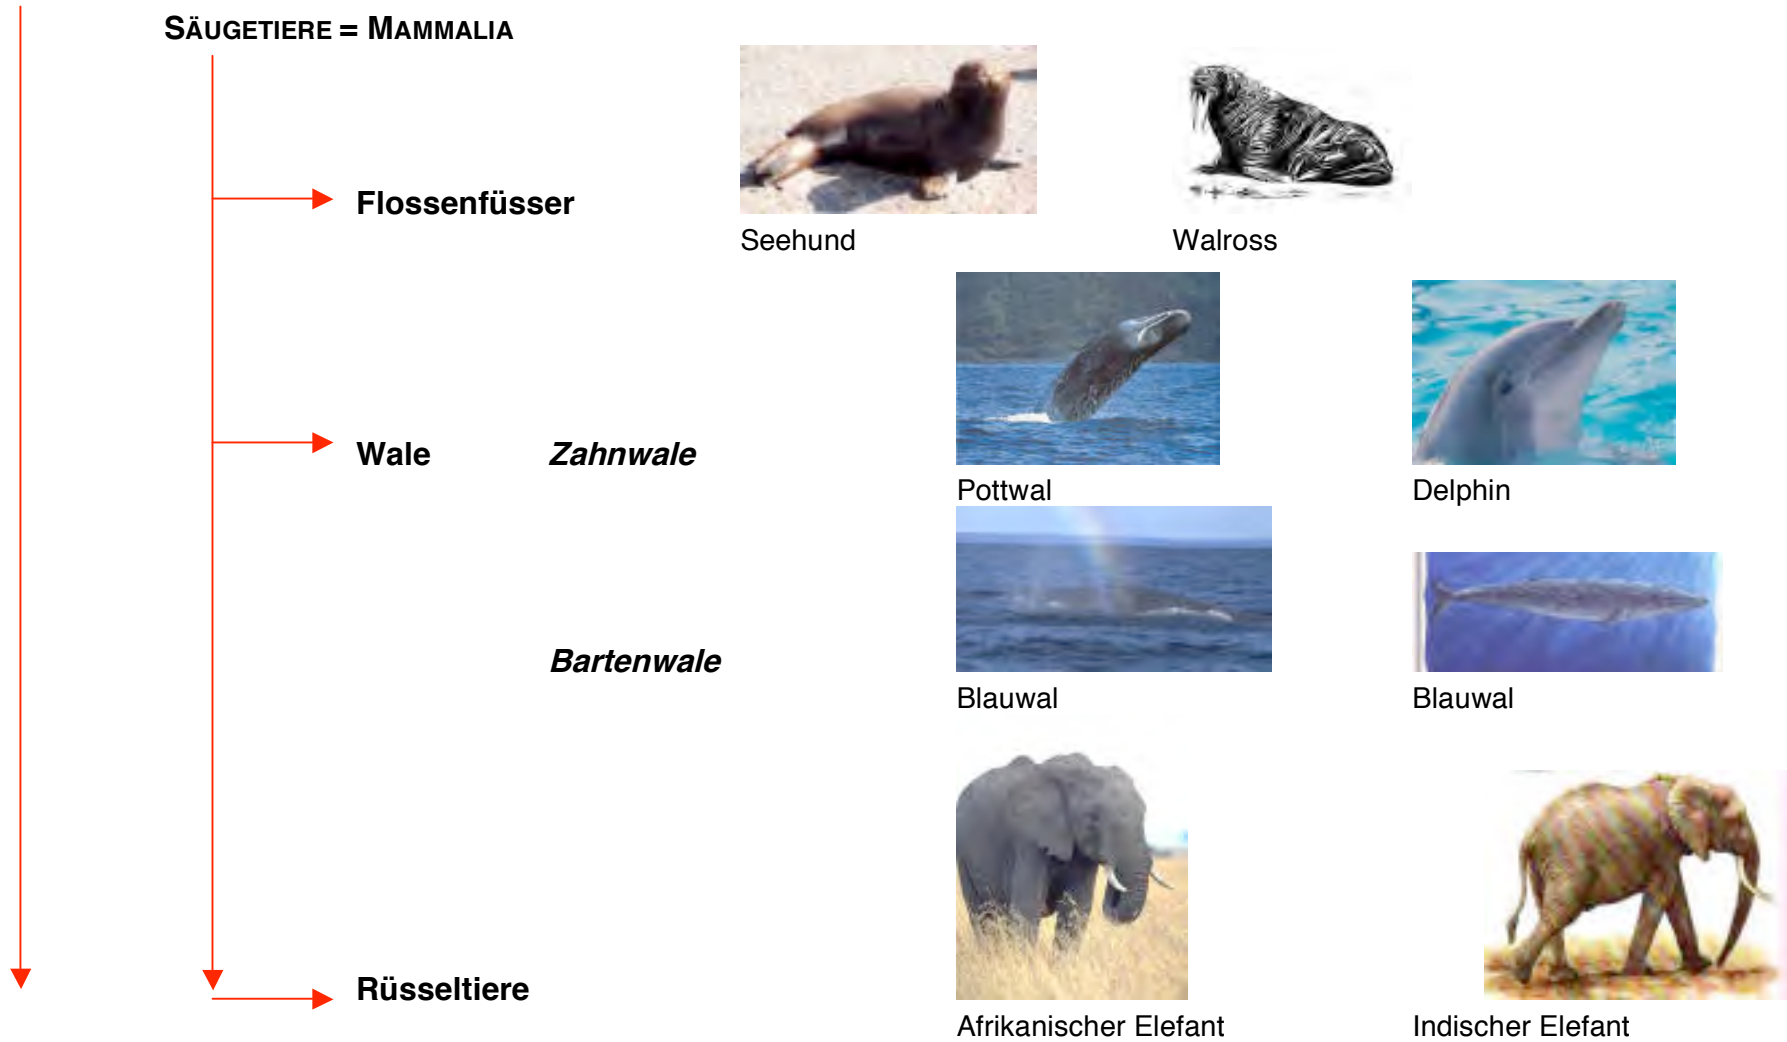 SÄUGETIERE = MAMMALIA
Flossenfüsser
Seehund Walross
Wale Zahnwale
Pottwal Delphin
Bartenwale
Blauwal Blauwal
Rüsseltiere
Afrikanischer Elefant Indischer Elefant